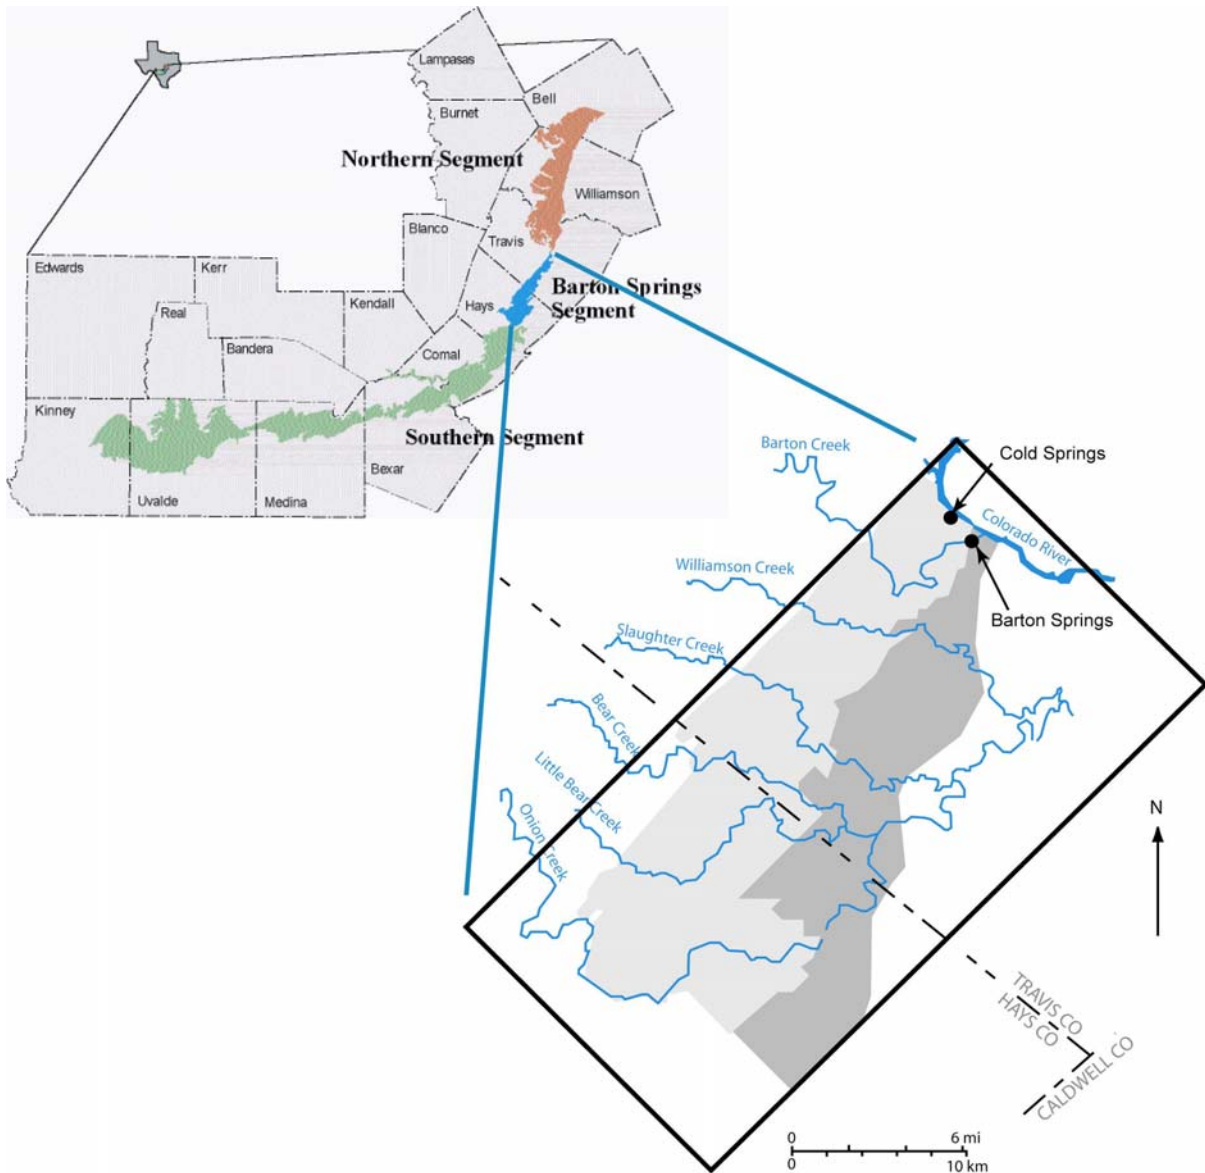 Lampasas
Bell
Burnet
Northern Segment
Williamson
Blanco
Travis
Edwards
Kerr
Barton Springs
Segment
Kendall
Hays
Real
Bandera
Comal
Kinney
Southern Segment
Bexar
Uvalde
Medina
Barton Creek
Cold Springs
Colorado River
Williamson Creek
Barton Springs
Slaughter Creek
Bear Creek
Little Bear Creek
Onion Creek
N
TRAVIS CO
HAYS CO
CALDWELL CO
0 6 mi
0 10 km